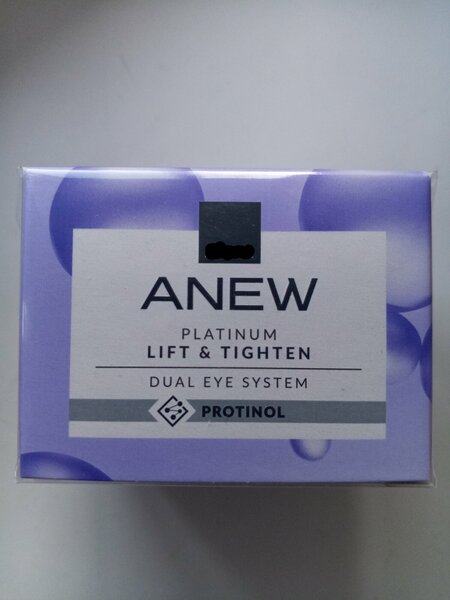 ANEW
PLATINUM
LIFT & TIGHTEN
DUAL EYE SYSTEM
PROTINOL